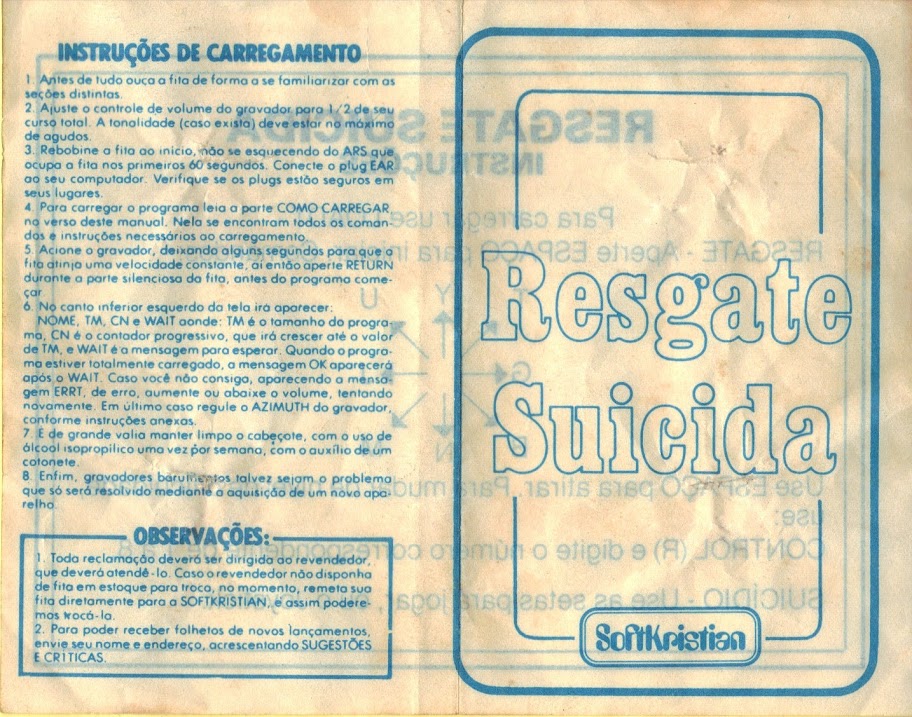 INSTRUÇÕES DE CARREGAMENTO
1. Antes de tudo ouça a fita de forma a se familiarizar com as
seções distintas.
2. Ajuste o controle de volume do gravador para 1/2 de seu
curso total. A tonalidade (caso exista) deve estar no máximo
de agudos.
3. Rebobine a fita ao início, não se esquecendo do ARS que
ocupa a fita nos primeiros 60 segundos. Conecte o plug EAR
ao seu computador. Verifique se os plugs estão seguros em
seus lugares.
4. Para carregar o programa leia a parte COMO CARREGAR,
no verso deste manual. Nela se encontram todos os coman-
dos e instruções necessários ao carregamento.
5. Acione o gravador, deixando alguns segundos para que a
fita atinja uma velocidade constante, aí então aperte RETURN
durante a parte silenciosa da fita, antes do programa come-
çar.
6. No canto inferior esquerdo da tela irá aparecer:
NOME, TM, CN e WAIT aonde: TM é o tamanho do progra-
ma, CN é o contador progressivo, que irá crescer até o valor
de TM, e WAIT é a mensagem para esperar. Quando o progra-
ma estiver totalmente carregado, a mensagem OK aparecerá
após o WAIT. Caso você não consiga, aparecendo a mensa-
gem ERRT, de erro, aumente ou abaixe o volume, tentando
novamente. Em último caso regule o AZIMUTH do gravador,
conforme instruções anexas.
7. É de grande valia manter limpo o cabeçote, com o uso de
álcool isopropílico uma vez por semana, com o auxílio de um
cotonete.
8. Enfim, gravadores barulhentos talvez sejam o problema
que só será resolvido mediante a aquisição de um novo apa-
relho.
OBSERVAÇÕES:
1. Toda reclamação deverá ser dirigida ao revendedor,
que deverá atendê-lo. Caso o revendedor não disponha
de fita em estoque para troca, no momento, remeta sua
fita diretamente para a SOFTKRISTIAN, e assim podere-
mos trocá-la.
2. Para poder receber folhetos de novos lançamentos,
envie seu nome e endereço, acrescentando SUGESTÕES
E CRÍTICAS.
Resgate
Suicida
SoftKristian